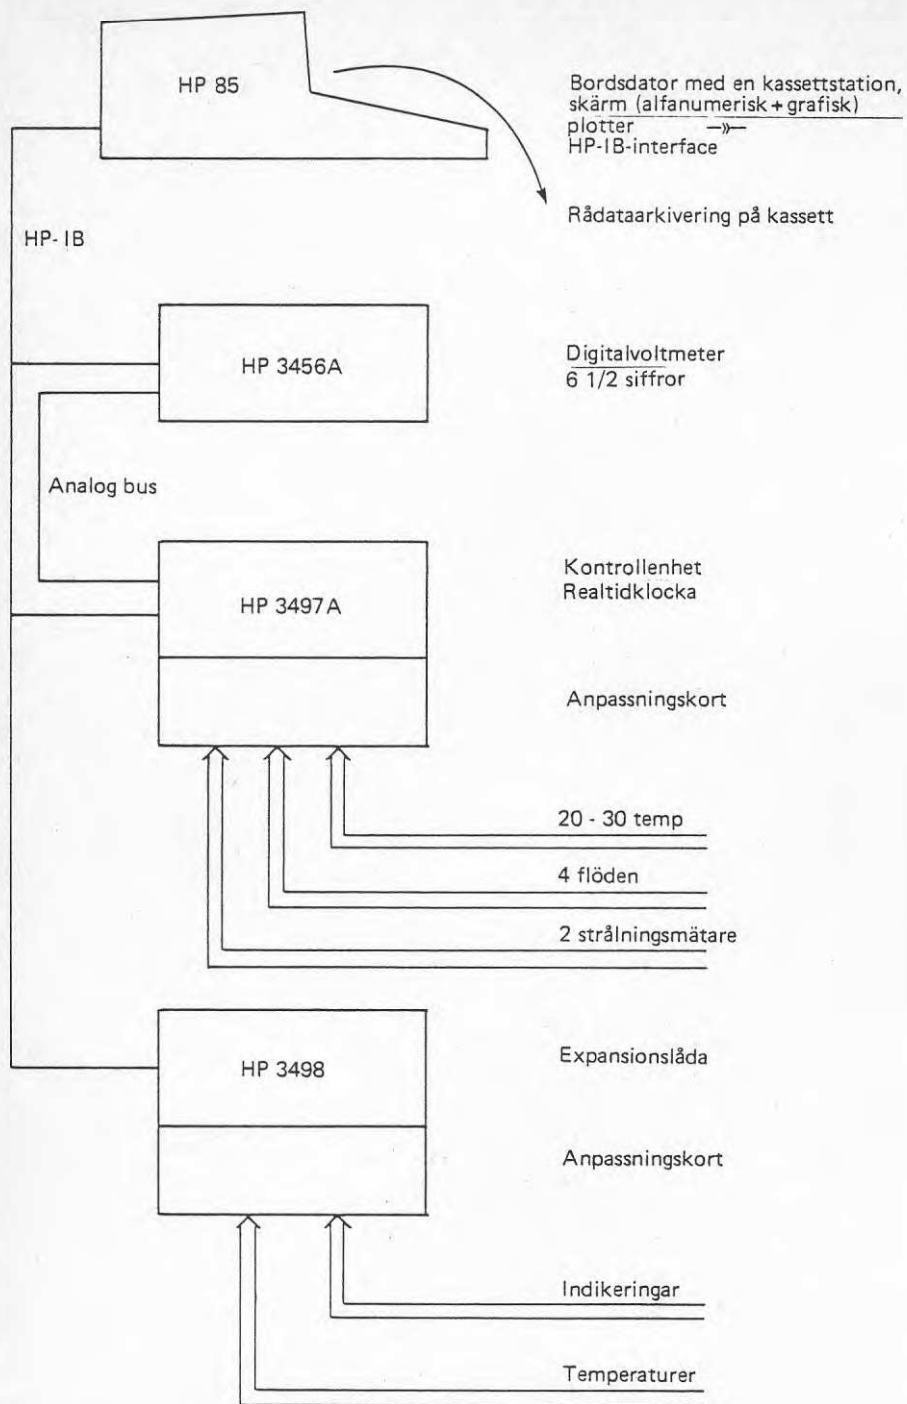 HP 85
Bordsdator med en kassettstation,
skärm (alfanumerisk + grafisk)
plotter —»—
HP-IB-interface
Rådataarkivering på kassett
HP-IB
HP 3456A
Digitalvoltmeter
6 1/2 siffror
Analog bus
HP 3497A
Kontrollenhet
Realtidklocka
Anpassningskort
20 - 30 temp
4 flöden
2 strålningsmätare
HP 3498
Expansionslåda
Anpassningskort
Indikeringar
Temperaturer